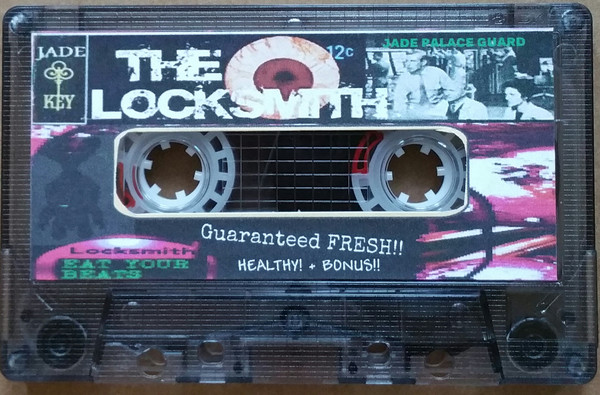 JADE
KEY
THE
LOCKSMITH
12c
JADE PALACE GUARD
Guaranteed FRESH!!
HEALTHY! + BONUS!!
Locksmith
EAT YOUR
BEATS